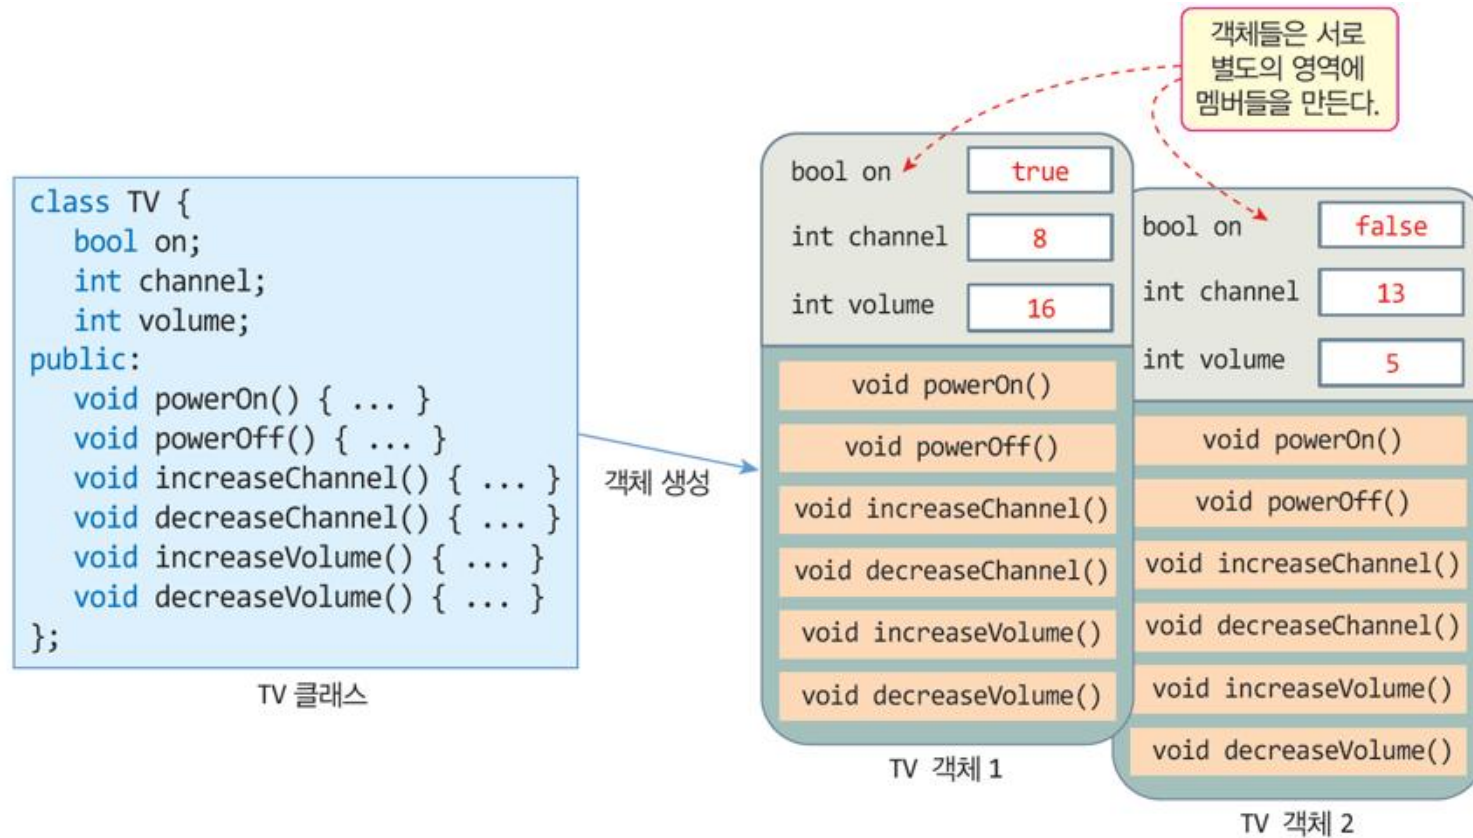 객체들은 서로
별도의 영역에
멤버들을 만든다.
class TV {
bool on;
int channel;
int volume;
public:
void powerOn() { ... }
void powerOff() { ... }
void increaseChannel() { ... }
void decreaseChannel() { ... }
void increaseVolume() { ... }
void decreaseVolume() { ... }
};
TV 클래스
객체 생성
bool on true
int channel 8
int volume 16
void powerOn()
void powerOff()
void increaseChannel()
void decreaseChannel()
void increaseVolume()
void decreaseVolume()
TV 객체 1
bool on false
int channel 13
int volume 5
void powerOn()
void powerOff()
void increaseChannel()
void decreaseChannel()
void increaseVolume()
void decreaseVolume()
TV 객체 2